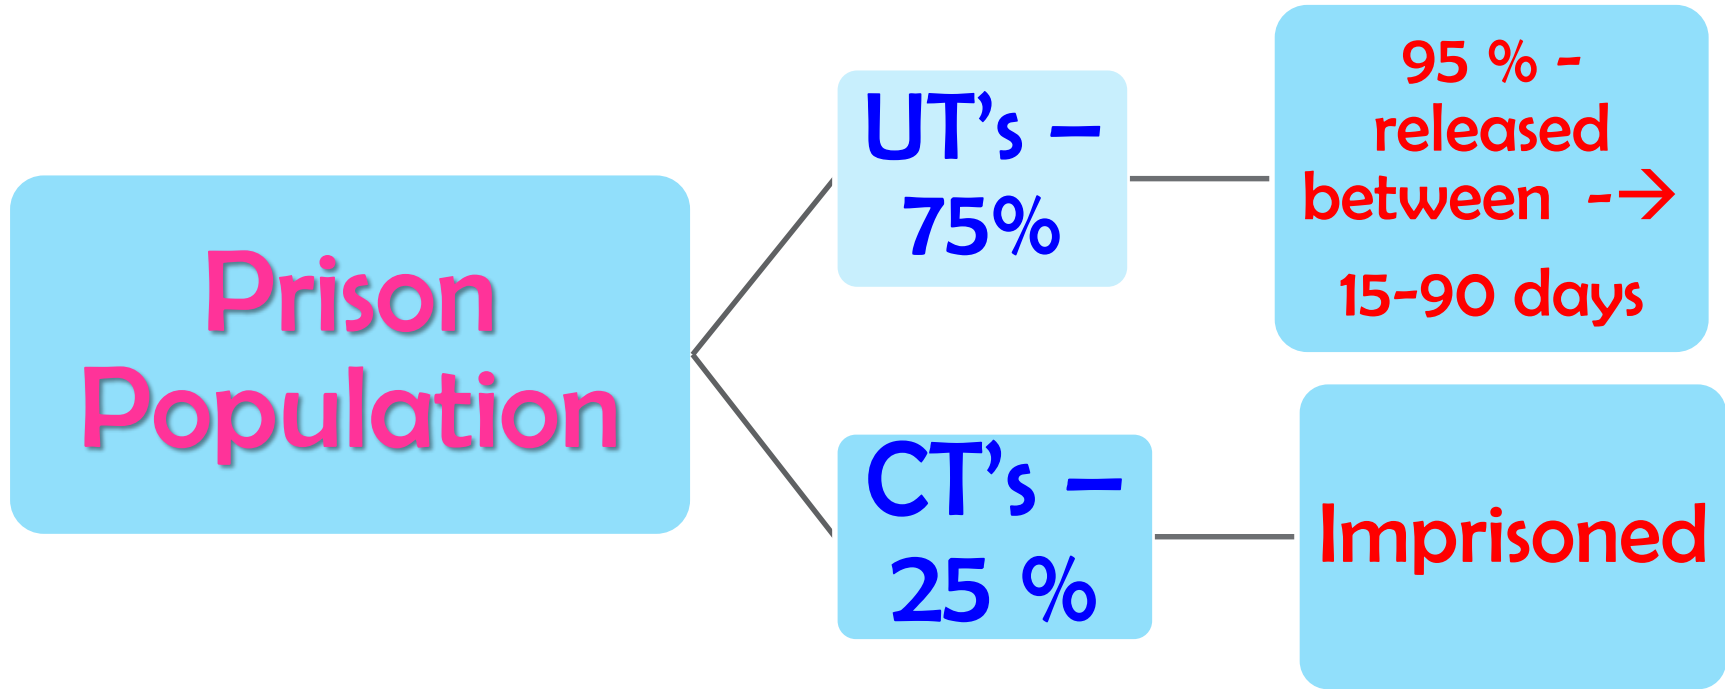 Prison
Population
UT’s –
75%
95 % -
released
between -→
15-90 days
CT’s –
25 %
Imprisoned